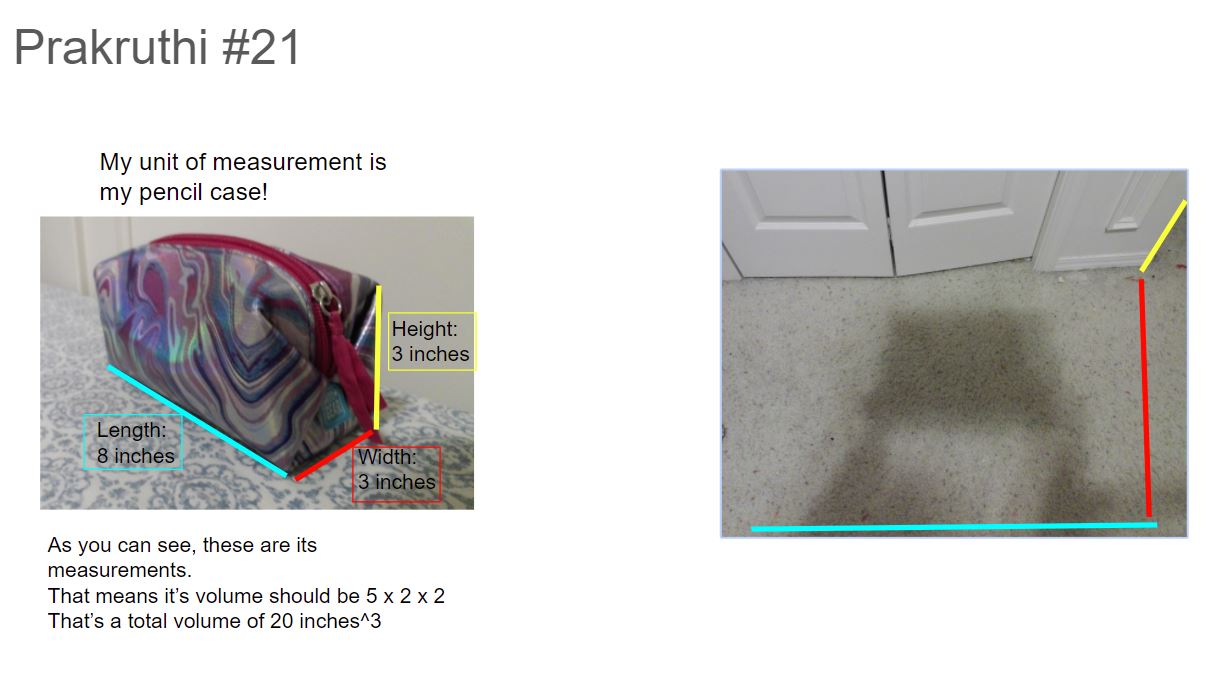 Prakruthi #21
My unit of measurement is
my pencil case!
Height:
3 inches
Length:
8 inches
Width:
3 inches
As you can see, these are its
measurements.
That means it’s volume should be 5 x 2 x 2
That’s a total volume of 20 inches^3